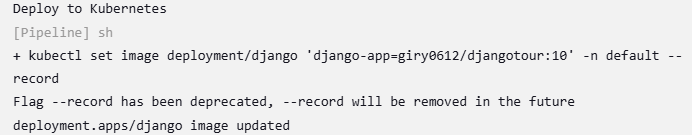 Deploy to Kubernetes
[Pipeline] sh
+ kubectl set image deployment/django 'django-app=giry0612/djangotour:10' -n default --
record
Flag --record has been deprecated, --record will be removed in the future
deployment.apps/django image updated